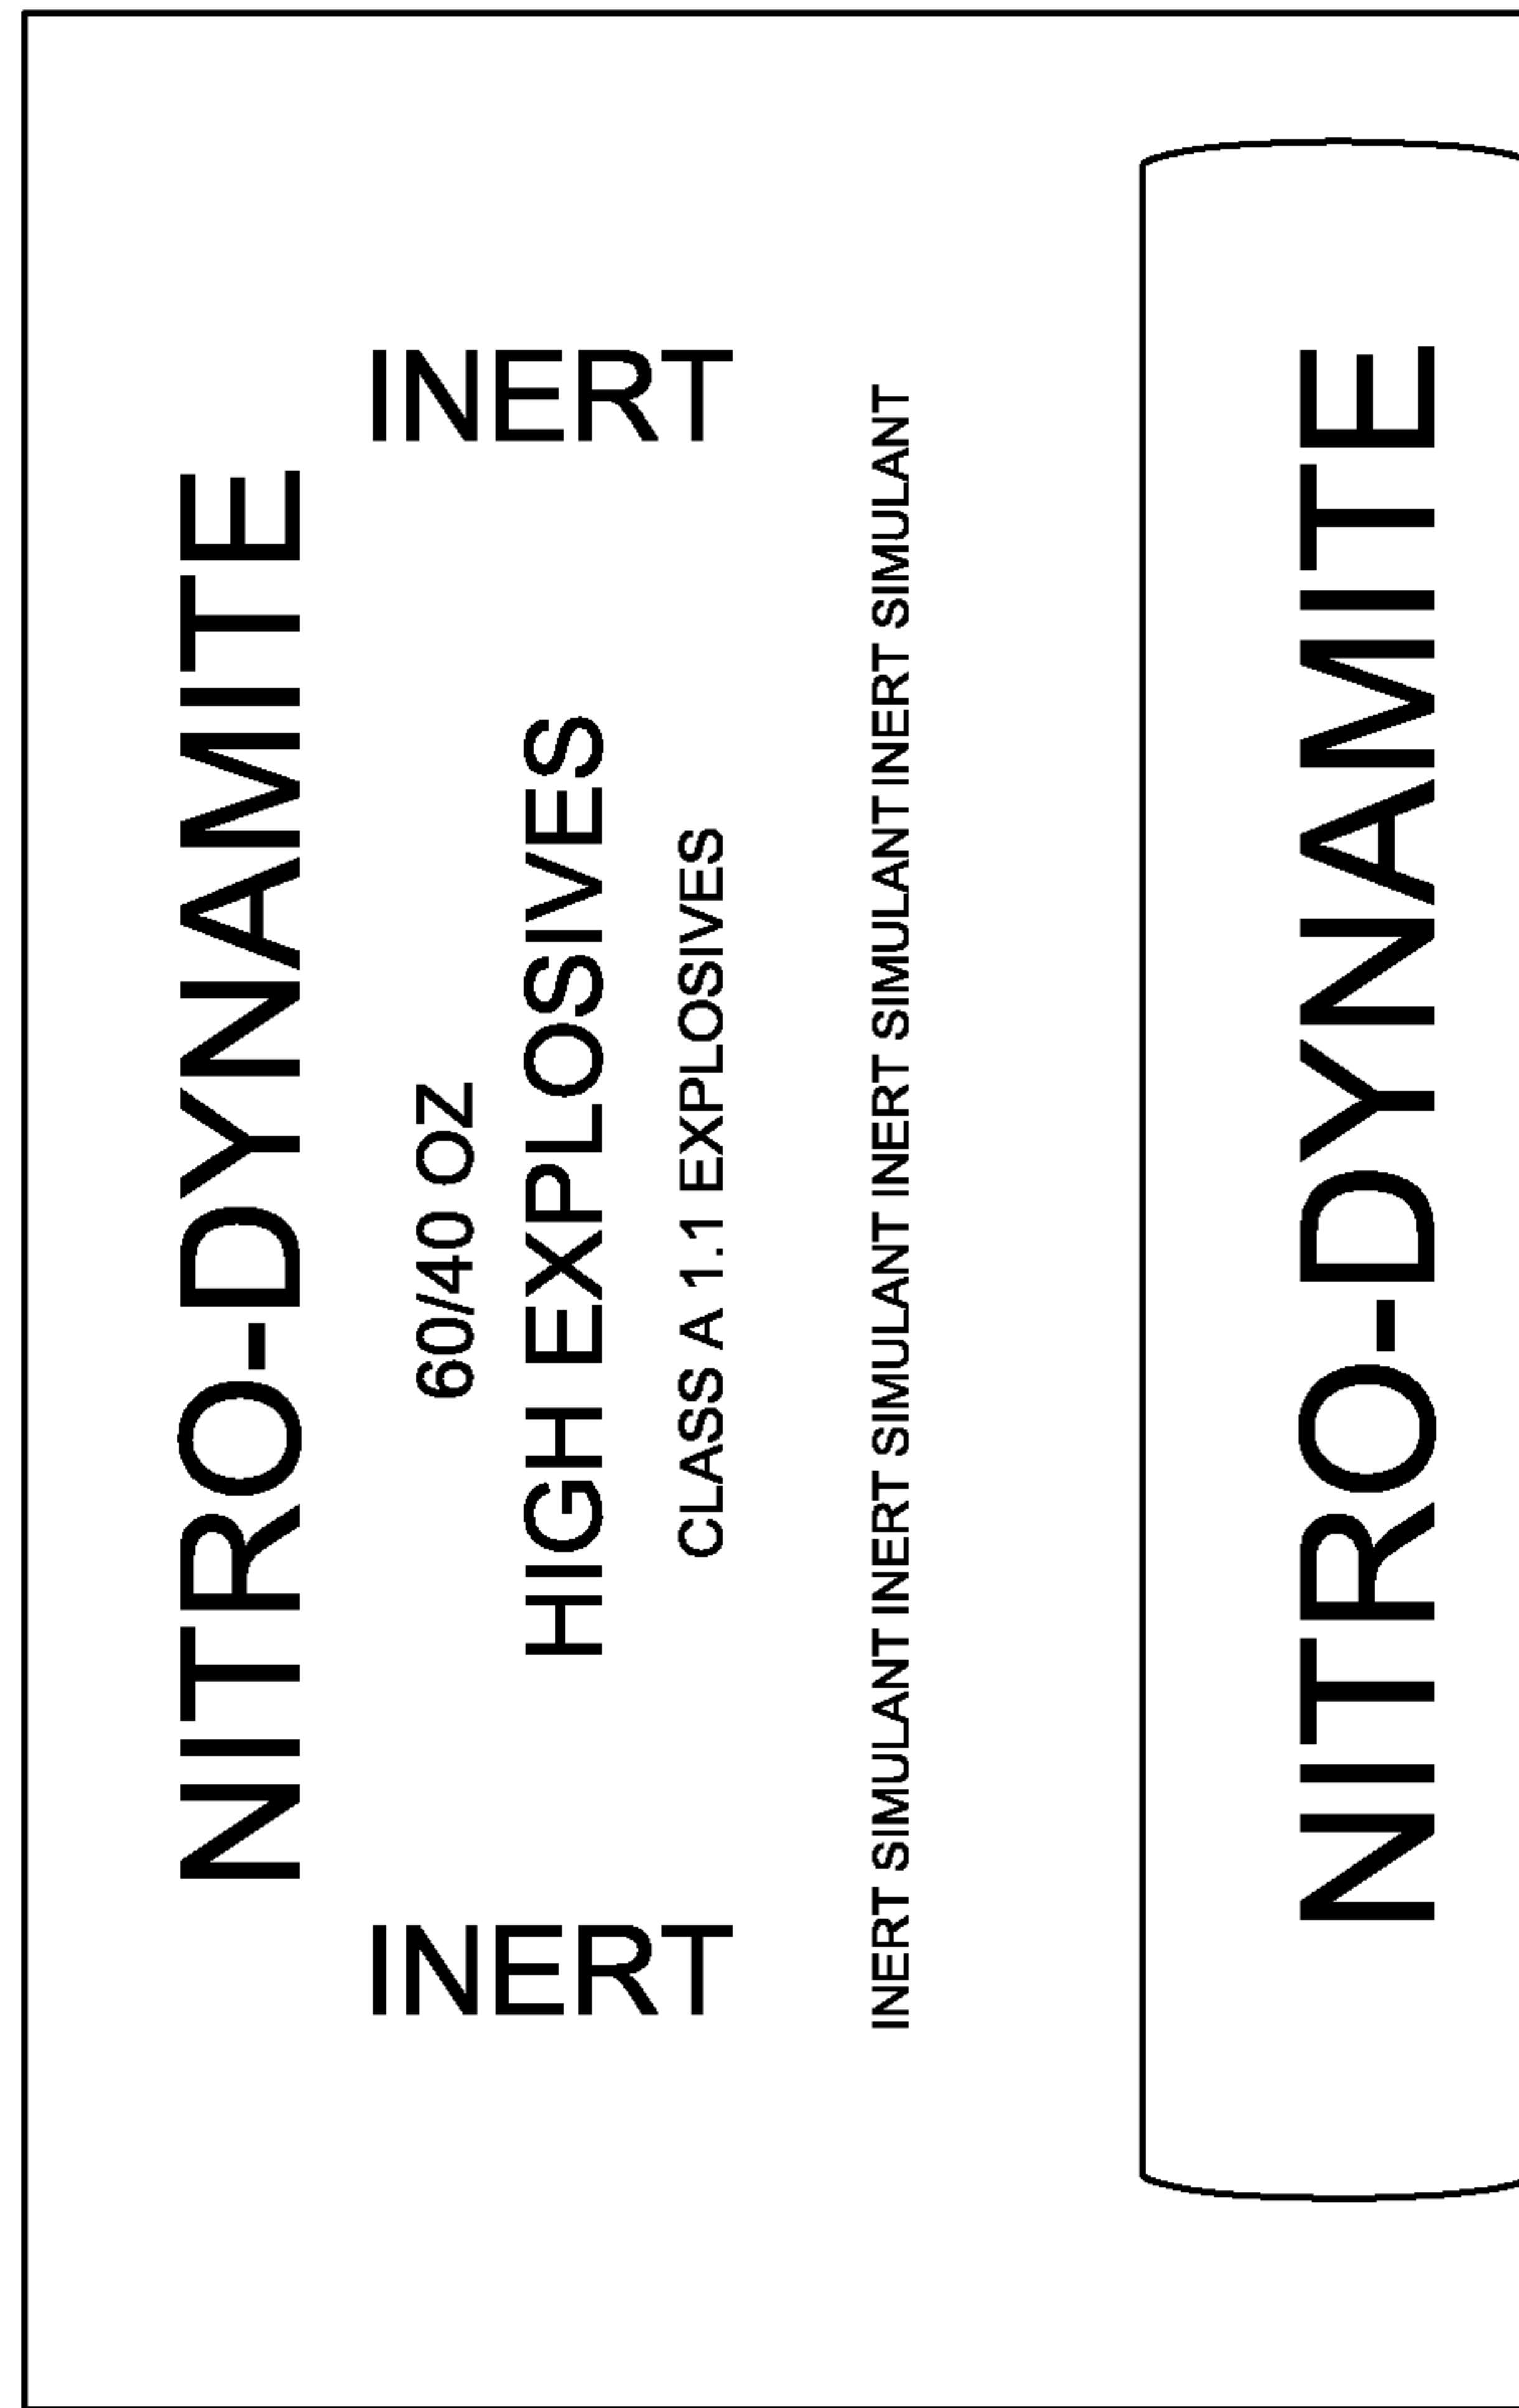 NITRO-DYNAMITE
INERT
INERT
60/40 OZ
HIGH EXPLOSIVES
CLASS A 1.1 EXPLOSIVES
INERT SIMULANT INERT SIMULANT INERT SIMULANT INERT SIMULANT
NITRO-DYNAMITE